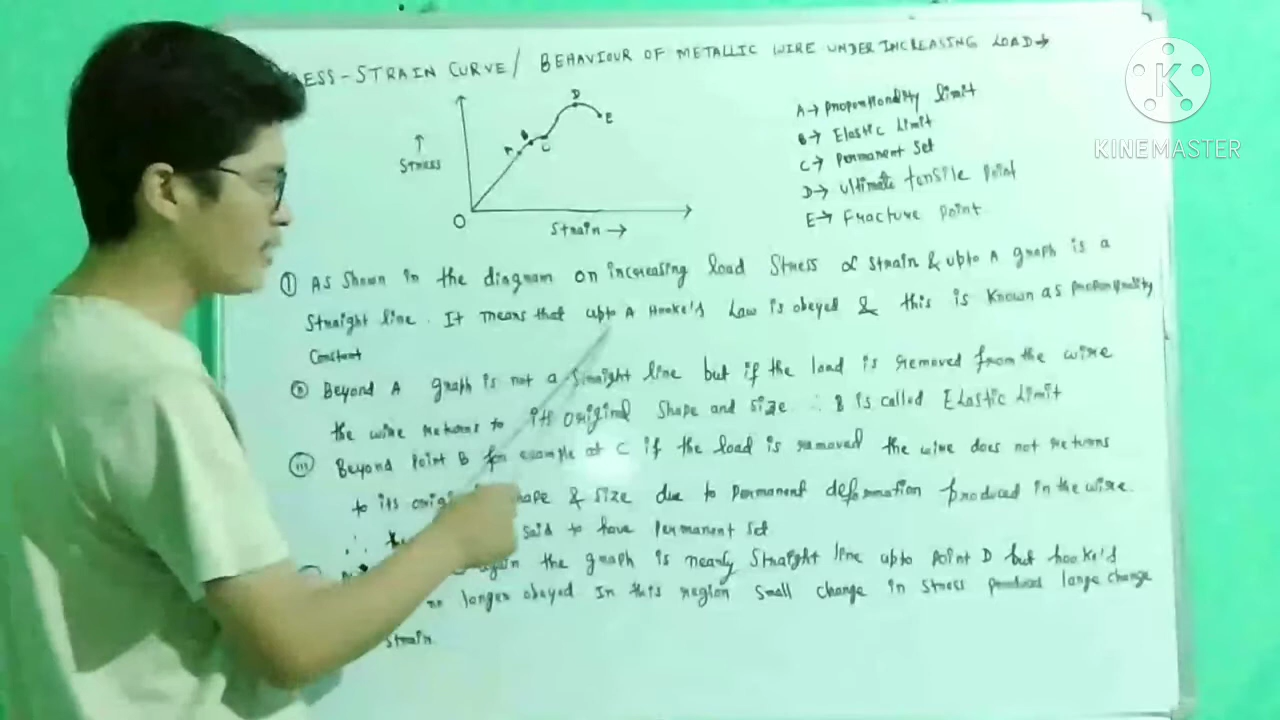 ESS-STRAIN CURVE/ BEHAVIOUR OF METALLIC WIRE UNDER INCREASING LOAD→
↑
STRESS
A
B
C
D
E
O
Strain →
A→ Proportionality limit
B→ Elastic Limit
C→ Permanent Set
D→ Ultimate tensile Point
E→ Fracture Point
K
KINEMASTER
① As Shown in the diagram on increasing load Stress ∝ Strain & upto A graph is a
Straight line. It means that upto A Hooke's Law is obeyed & this is Known as
Constant
② Beyond A graph is not a Straight line but if the load is removed from the wire
the wire Returns to its original Shape and Size ∴ B is called Elastic Limit
(iii) Beyond Point B for example at C if the load is removed the wire does not Returns
to its & Size due to Permanent deformation Produced in the wire.
∴ Said to have Permanent Set
the graph is nearly Straight line upto Point D but hooke's
no longer obeyed In this region Small change in Stress Produces large change
Strain.